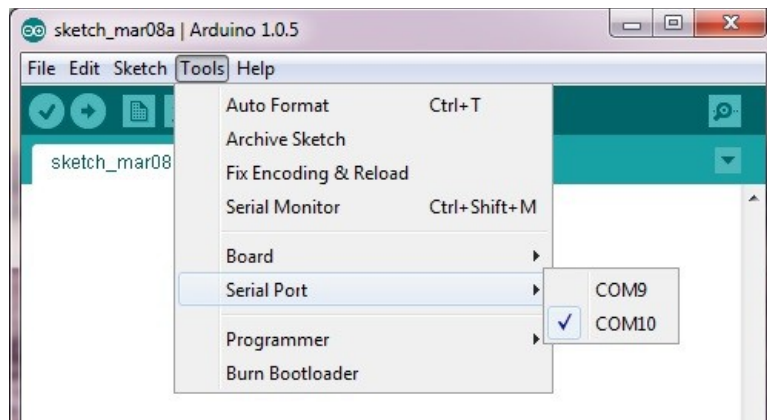 sketch_mar08a | Arduino 1.0.5
File Edit Sketch Tools Help
sketch_mar08
Auto Format Ctrl+T
Archive Sketch
Fix Encoding & Reload
Serial Monitor Ctrl+Shift+M
Board
Serial Port
COM9
COM10
Programmer
Burn Bootloader